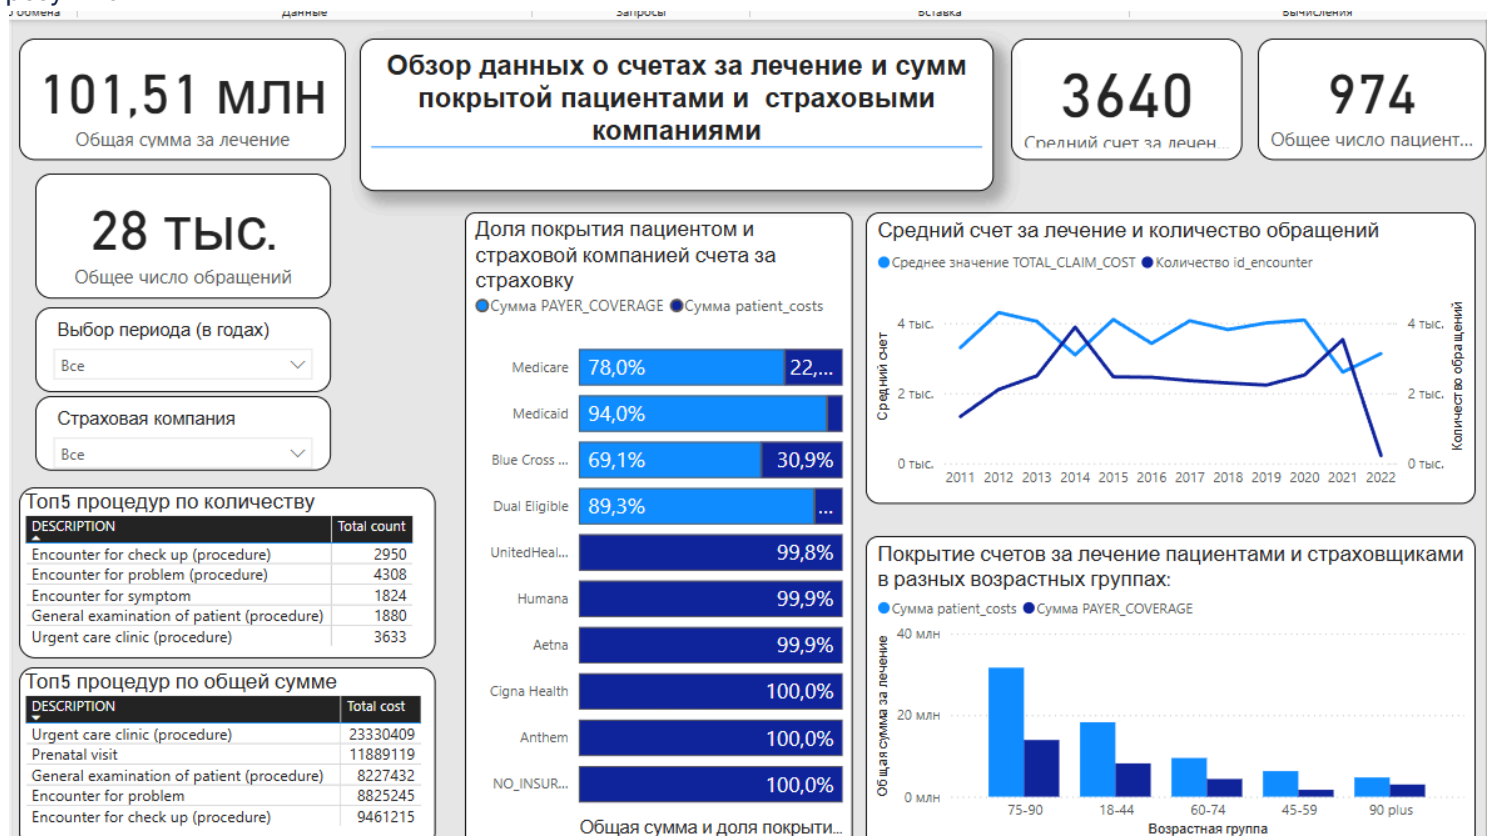 Данные
Запросы
Вставка
Вычисления
101,51 млн
Общая сумма за лечение
Обзор данных о счетах за лечение и сумм
покрытой пациентами и страховыми
компаниями
3640
Средний счет за лечен...
974
Общее число пациент...
28 тыс.
Общее число обращений
Выбор периода (в годах)
Все
Страховая компания
Все
Топ5 процедур по количеству
DESCRIPTION Total count
Encounter for check up (procedure) 2950
Encounter for problem (procedure) 4308
Encounter for symptom 1824
General examination of patient (procedure) 1880
Urgent care clinic (procedure) 3633
Топ5 процедур по общей сумме
DESCRIPTION Total cost
Urgent care clinic (procedure) 23330409
Prenatal visit 11889119
General examination of patient (procedure) 8227432
Encounter for problem 8825245
Encounter for check up (procedure) 9461215
Доля покрытия пациентом и
страховой компанией счета за
страховку
Сумма PAYER_COVERAGE Сумма patient_costs
Medicare 78,0% 22,...
Medicaid 94,0%
Blue Cross ... 69,1% 30,9%
Dual Eligible 89,3% ...
UnitedHeal... 99,8%
Humana 99,9%
Aetna 99,9%
Cigna Health 100,0%
Anthem 100,0%
NO_INSUR... 100,0%
Общая сумма и доля покрыти...
Средний счет за лечение и количество обращений
Среднее значение TOTAL_CLAIM_COST Количество id_encounter
Средний счет
4 тыс. 4 тыс.
2 тыс. 2 тыс.
0 тыс. 0 тыс.
Количество обращений
2011 2012 2013 2014 2015 2016 2017 2018 2019 2020 2021 2022
Покрытие счетов за лечение пациентами и страховщиками
в разных возрастных группах:
Сумма patient_costs Сумма PAYER_COVERAGE
Общая сумма за лечение
40 млн
20 млн
0 млн
75-90 18-44 60-74 45-59 90 plus
Возрастная группа